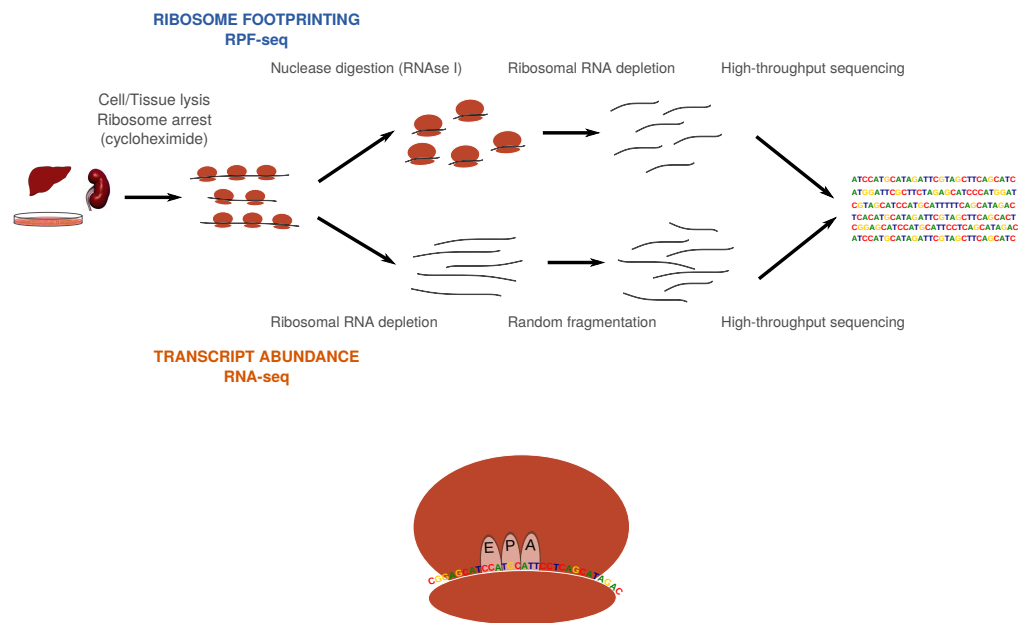 RIBOSOME FOOTPRINTING
RPF-seq
Nuclease digestion (RNAse I)
Ribosomal RNA depletion
High-throughput sequencing
Cell/Tissue lysis
Ribosome arrest
(cycloheximide)
ATCCATGCATAGATTCGTAGCTTCAGCATC
ATGGATTCGCTTCTAGAGCATCCCATGGAT
CGTAGCATCCATGCATTTTTCAGCATAGAC
TCACATGCATAGATTCGTAGCTTCAGCACT
CGGAGCATCCATGCATTCCTCAGCATAGAC
ATCCATGCATAGATTCGTAGCTTCAGCATC
Ribosomal RNA depletion
Random fragmentation
High-throughput sequencing
TRANSCRIPT ABUNDANCE
RNA-seq
E P A
CGGAGCATCCATCCATTCCTCAGCATAGAC